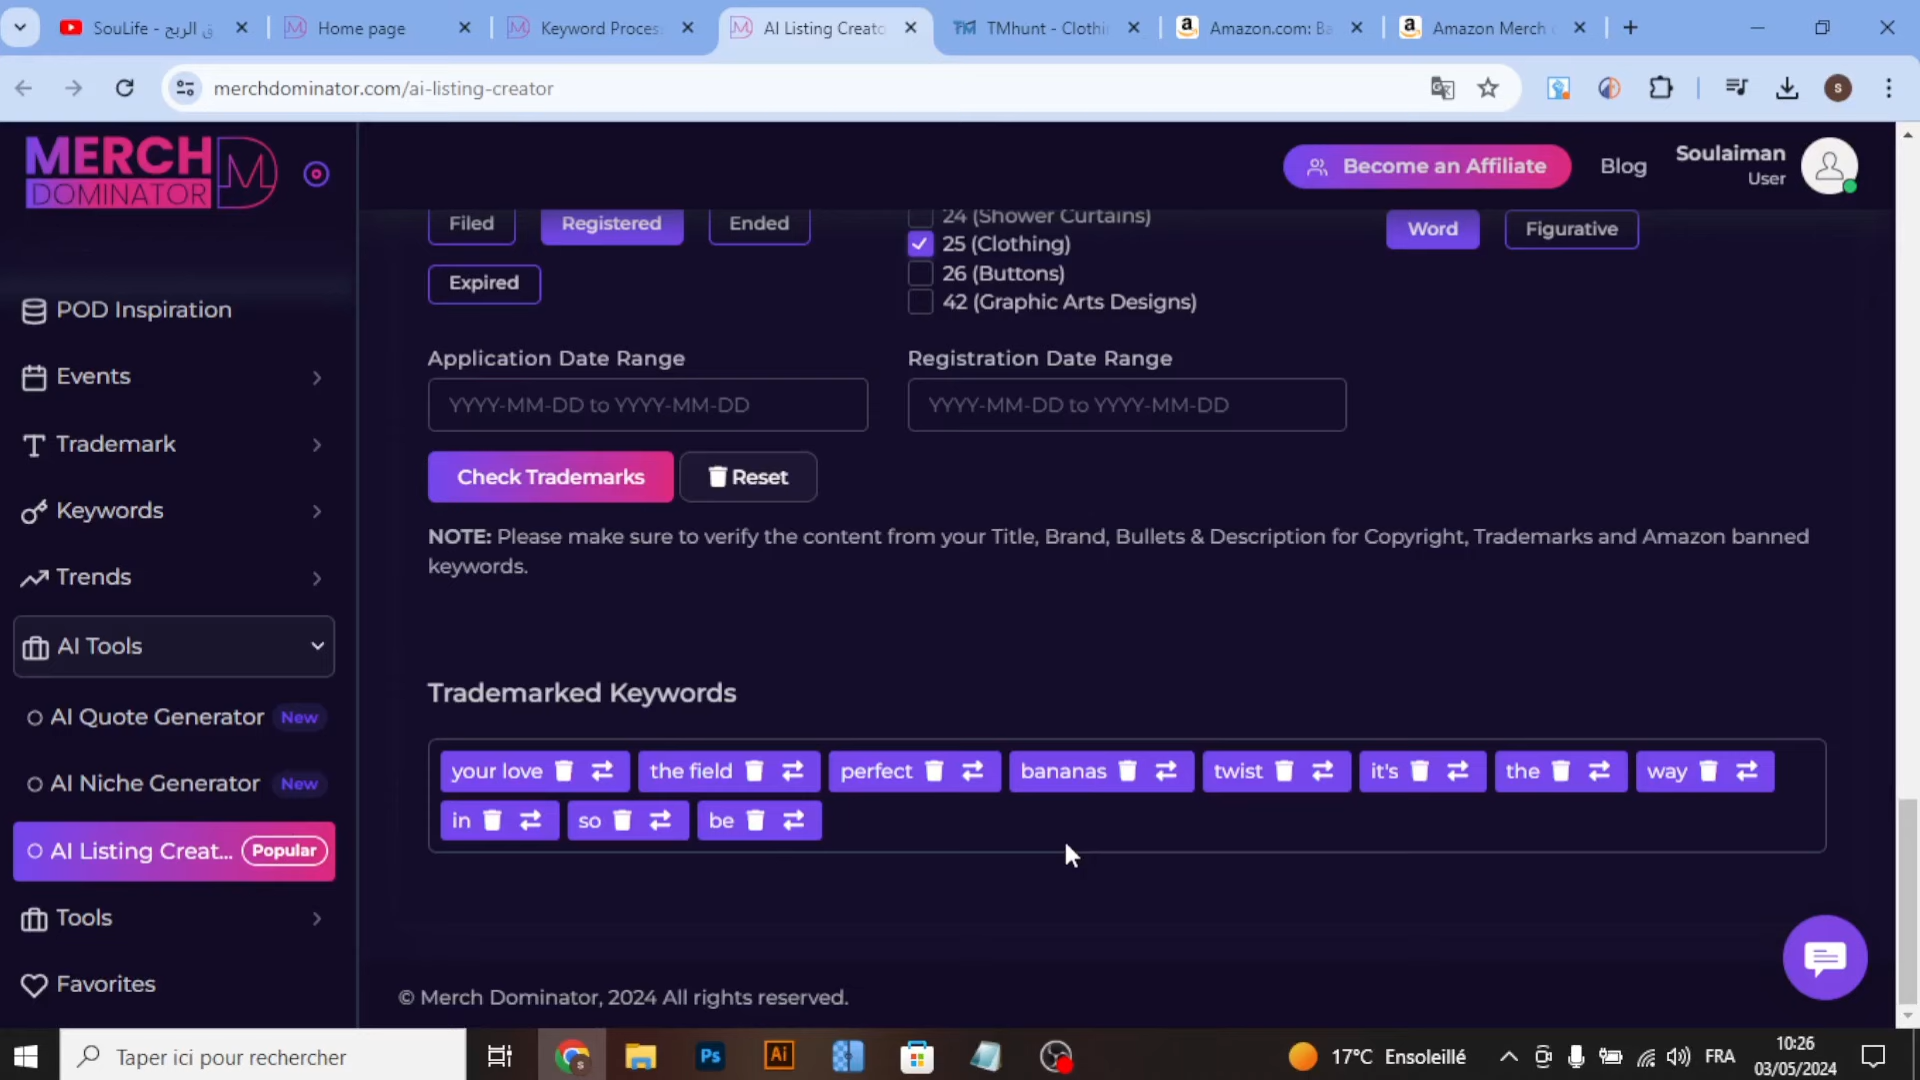 SouLife - ق الربح
Home page
Keyword Proces
AI Listing Creato
TMhunt - Clothi
Amazon.com: Ba
Amazon Merch
merchdominator.com/ai-listing-creator
S
MERCH
DOMINATOR
Become an Affiliate
Blog
Soulaiman
User
POD Inspiration
Events
Trademark
Keywords
Trends
AI Tools
AI Quote Generator New
AI Niche Generator New
AI Listing Creat... Popular
Tools
Favorites
Filed
Registered
Ended
Expired
24 (Shower Curtains)
25 (Clothing)
26 (Buttons)
42 (Graphic Arts Designs)
Word
Figurative
Application Date Range
YYYY-MM-DD to YYYY-MM-DD
Registration Date Range
YYYY-MM-DD to YYYY-MM-DD
Check Trademarks
Reset
NOTE: Please make sure to verify the content from your Title, Brand, Bullets & Description for Copyright, Trademarks and Amazon banned
keywords.
Trademarked Keywords
your love the field perfect bananas twist it's the way
in so be
© Merch Dominator, 2024 All rights reserved.
Taper ici pour rechercher
Ps
Ai
17°C Ensoleillé
FRA
10:26
03/05/2024